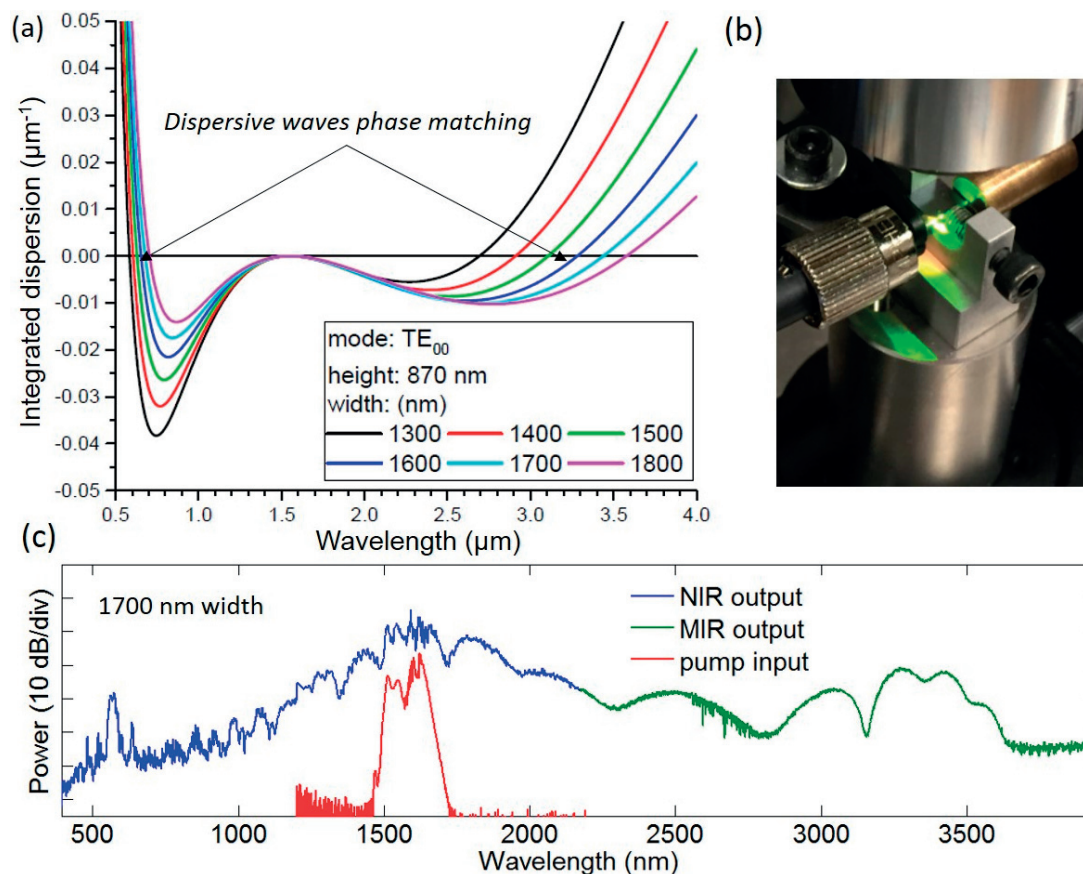 (a)
(b)
0.05
0.04
0.03
0.02
0.01
0.00
-0.01
-0.02
-0.03
-0.04
-0.05
Integrated dispersion (µm⁻¹)
Dispersive waves phase matching
mode: TE₀₀
height: 870 nm
width: (nm)
1300 1400 1500
1600 1700 1800
0.5 1.0 1.5 2.0 2.5 3.0 3.5 4.0
Wavelength (µm)
(c)
1700 nm width
NIR output
MIR output
pump input
Power (10 dB/div)
500 1000 1500 2000 2500 3000 3500
Wavelength (nm)